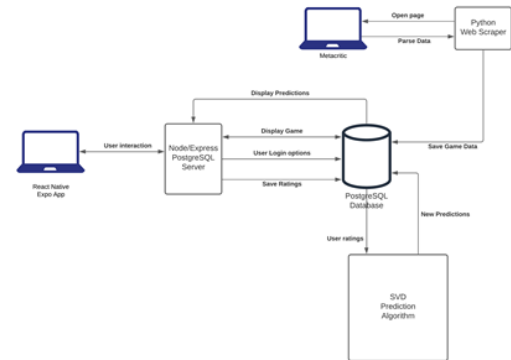 Open page
Python
Web Scraper
Parse Data
Metacritic
Display Predictions
Node/Express
PostgreSQL
Server
Display Game
User interaction
User Login options
Save Ratings
Save Game Data
React Native
Expo App
PostgreSQL
Database
New Predictions
User ratings
SVD
Prediction
Algorithm